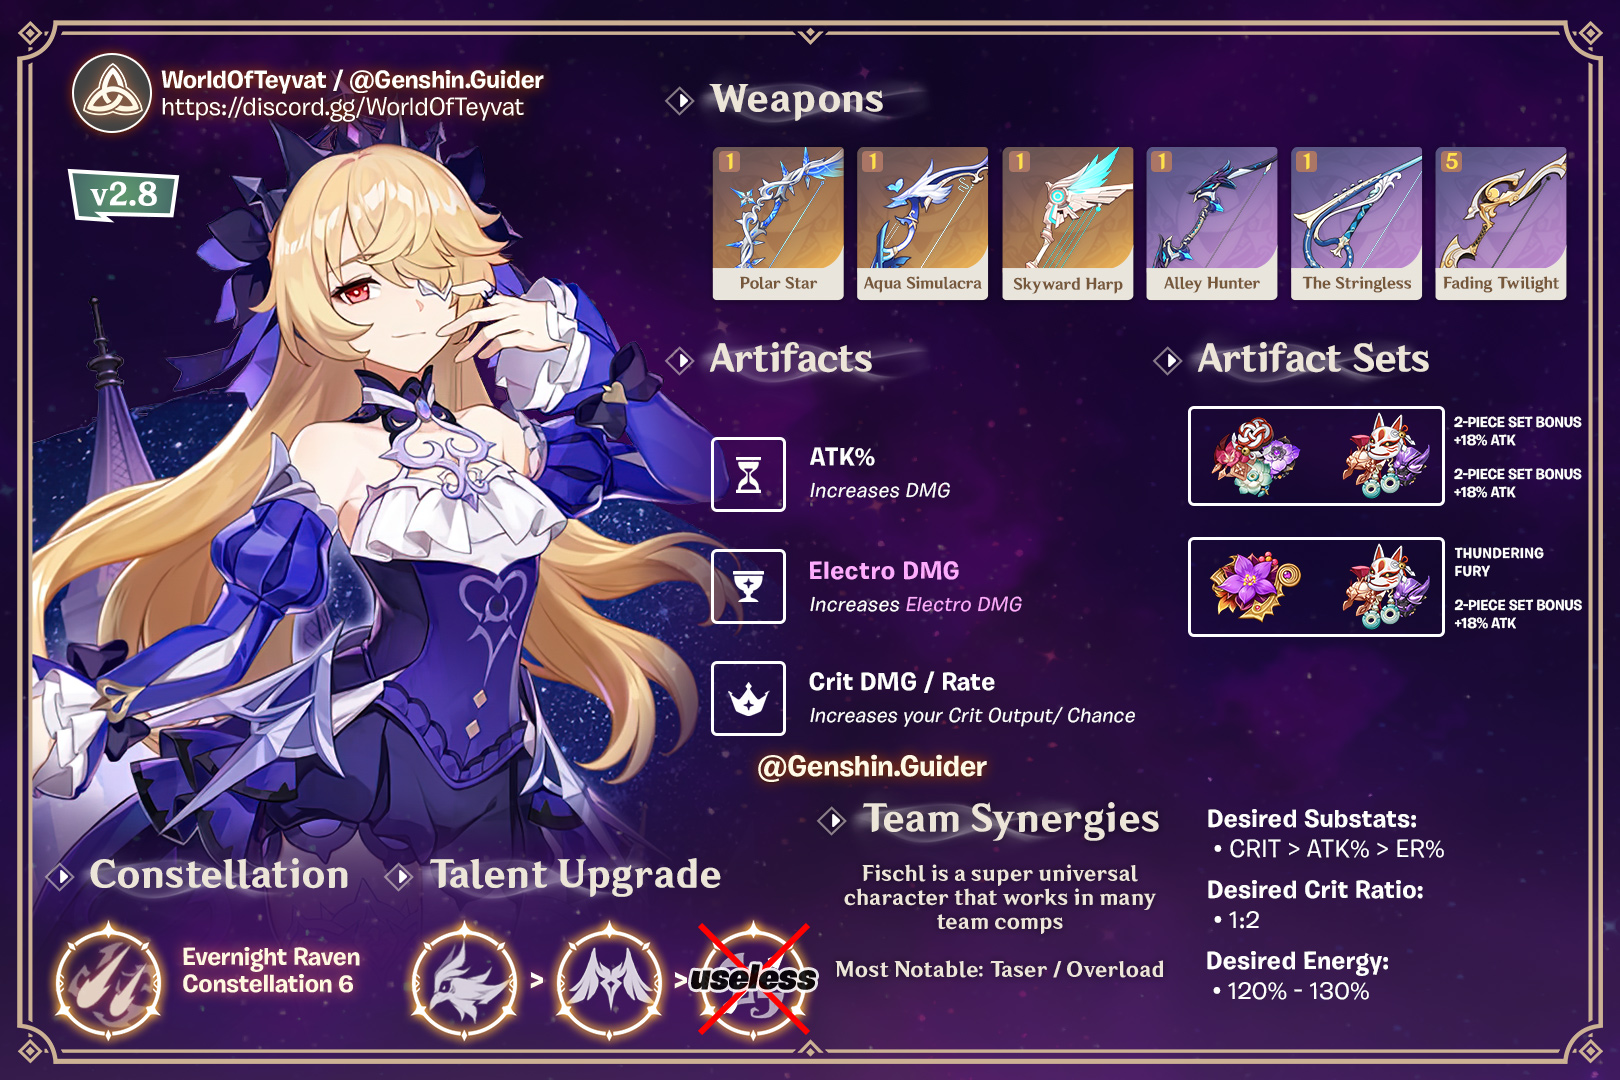 WorldOfTeyvat / @Genshin.Guider
https://discord.gg/WorldOfTeyvat
v2.8
Weapons
1
1
1
1
1
5
Polar Star
Aqua Simulacra
Skyward Harp
Alley Hunter
The Stringless
Fading Twilight
Artifacts
ATK%
Increases DMG
Electro DMG
Increases Electro DMG
Crit DMG / Rate
Increases your Crit Output/ Chance
@Genshin.Guider
Artifact Sets
2-PIECE SET BONUS
+18% ATK
2-PIECE SET BONUS
+18% ATK
THUNDERING
FURY
2-PIECE SET BONUS
+18% ATK
Constellation
Evernight Raven
Constellation 6
Talent Upgrade
> > useless
Team Synergies
Fischl is a super universal
character that works in many
team comps
Most Notable: Taser / Overload
Desired Substats:
• CRIT > ATK% > ER%
Desired Crit Ratio:
• 1:2
Desired Energy:
• 120% - 130%